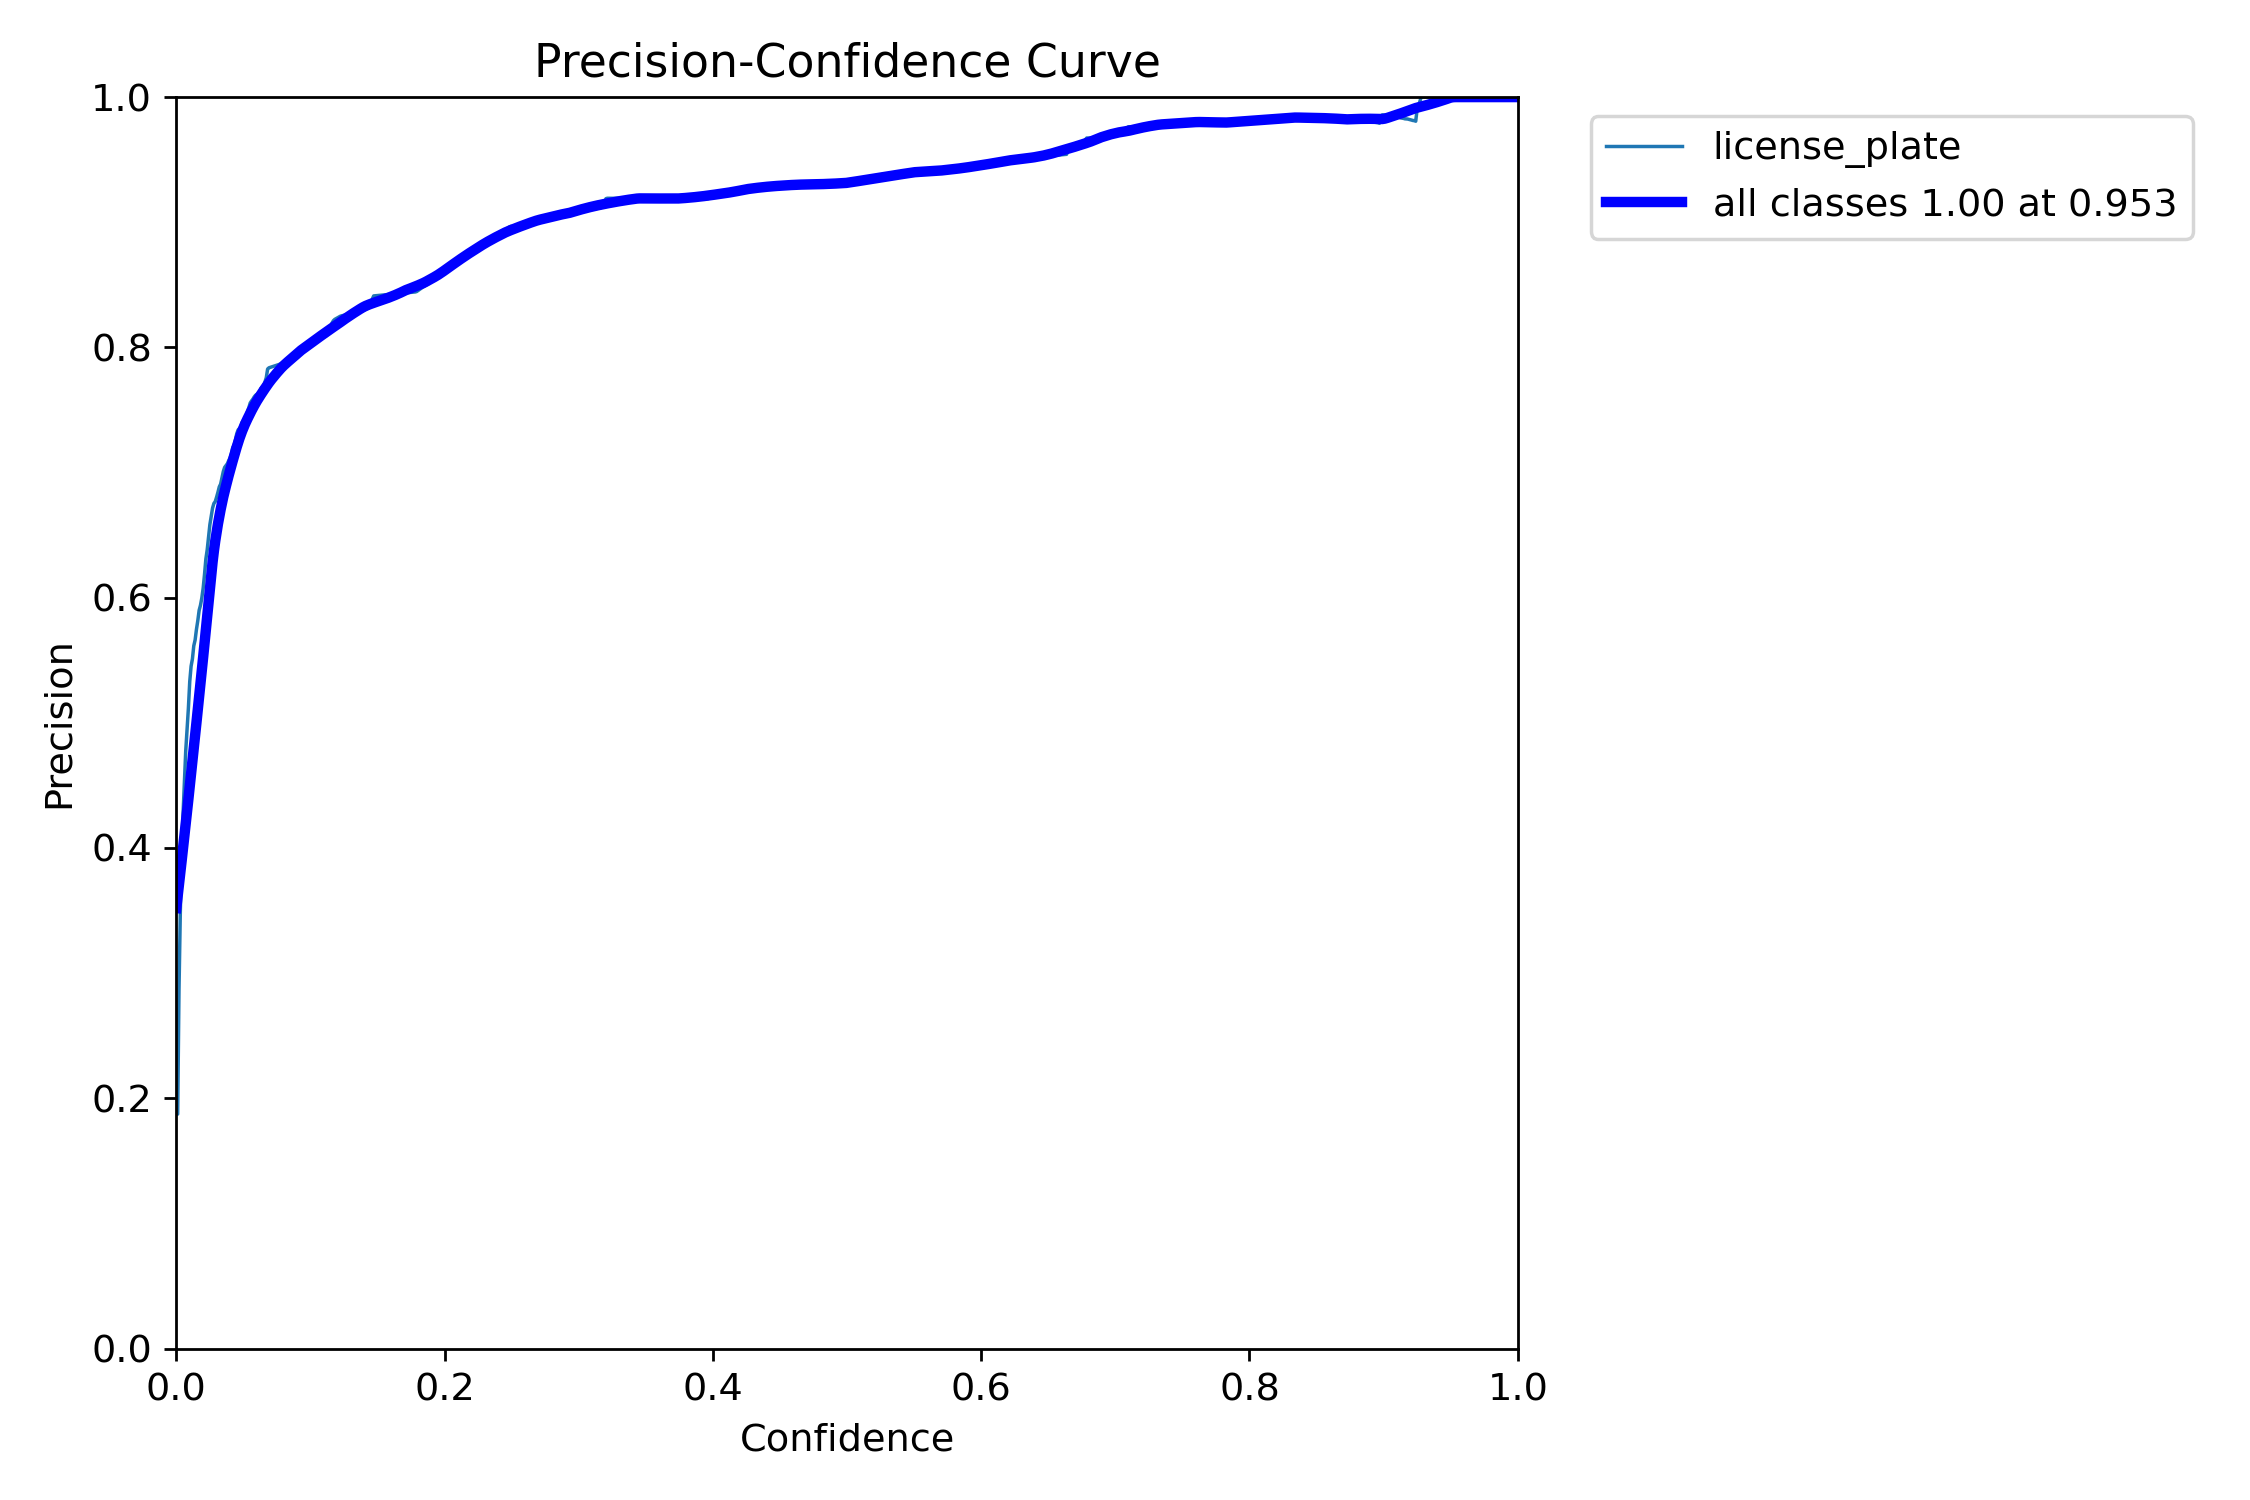 Precision-Confidence Curve
license_plate
all classes 1.00 at 0.953
Precision
1.0
0.8
0.6
0.4
0.2
0.0
0.0 0.2 0.4 0.6 0.8 1.0
Confidence